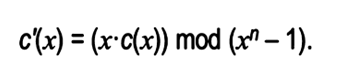 c'(x) = (x·c(x)) mod (xⁿ – 1).